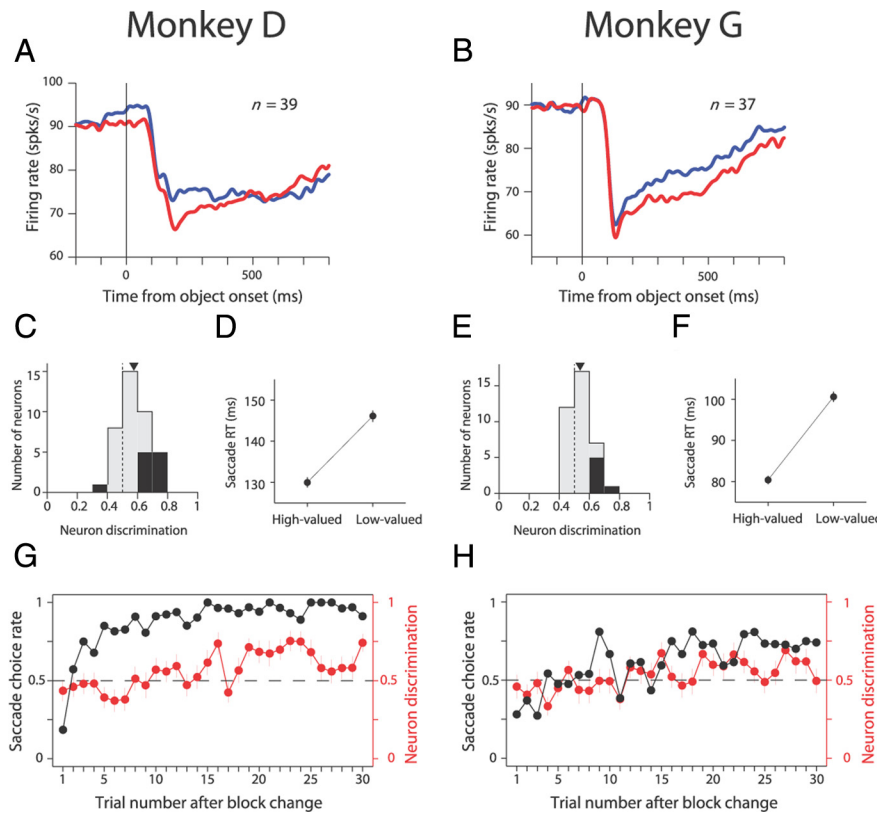 Monkey D
Monkey G
A
100
90
80
70
60
Firing rate (spks/s)
n = 39
0
500
Time from object onset (ms)
B
90
80
70
60
Firing rate (spks/s)
n = 37
0
500
Time from object onset (ms)
C
15
10
5
0
Number of neurons
0
0.2
0.4
0.6
0.8
1
Neuron discrimination
D
150
140
130
Saccade RT (ms)
High-valued
Low-valued
E
15
10
5
0
Number of neurons
0
0.2
0.4
0.6
0.8
1
Neuron discrimination
F
100
90
80
Saccade RT (ms)
High-valued
Low-valued
G
1
0.5
0
Saccade choice rate
1
0.5
0
Neuron discrimination
1
5
10
15
20
25
30
Trial number after block change
H
1
0.5
0
Saccade choice rate
1
0.5
0
Neuron discrimination
1
5
10
15
20
25
30
Trial number after block change